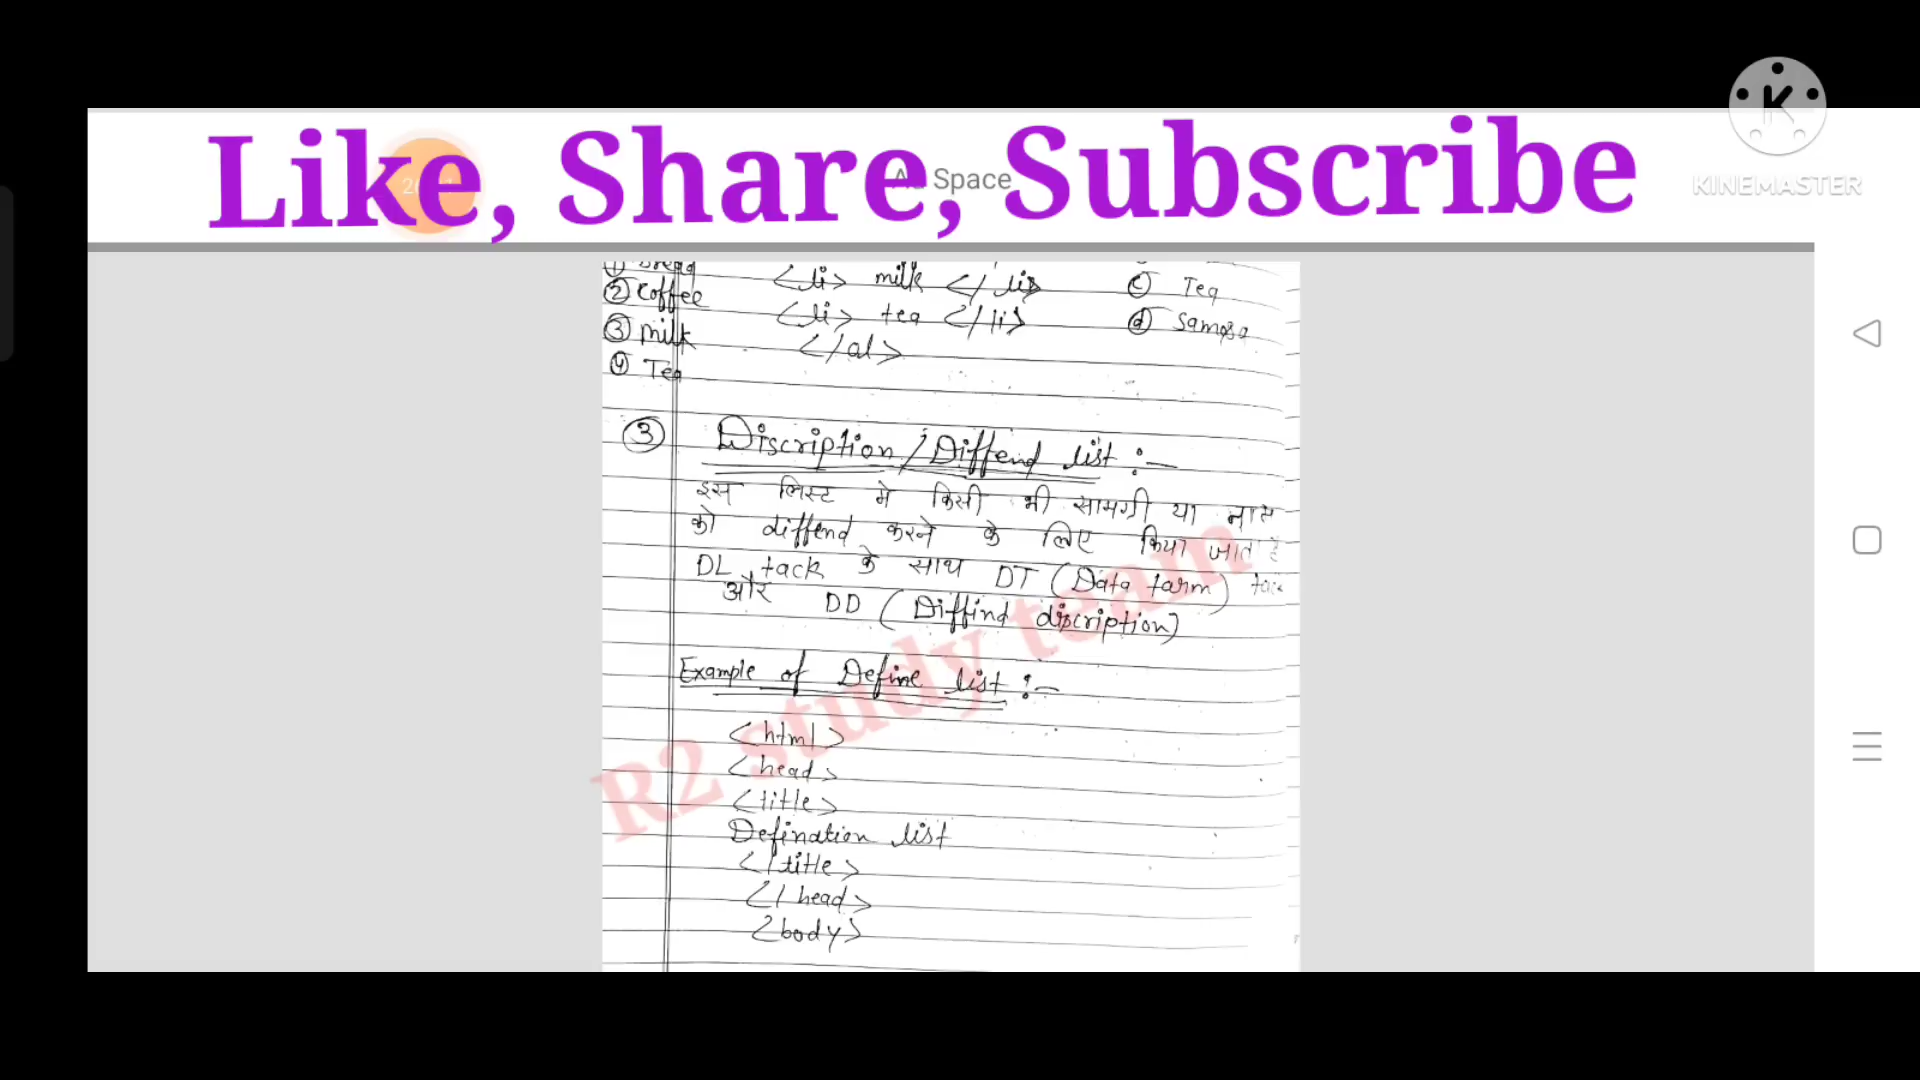 Like, Share, Subscribe
Space
KINEMASTER
② Coffee
③ milk
④ Tea
<li> milk </li>
<li> tea </li>
</ol>
ⓒ Tea
ⓓ Samosa
③ Discription/Diffend list :-
इस लिस्ट मे किसी भी सामग्री या नाम
को diffend करने के लिए किया जाता है
DL tack के साथ DT (Data tarm)
और DD (Diffind discription)
Example of Define list :-
<html>
<head>
<title>
Defination list
</title>
</head>
<body>
R2 study team